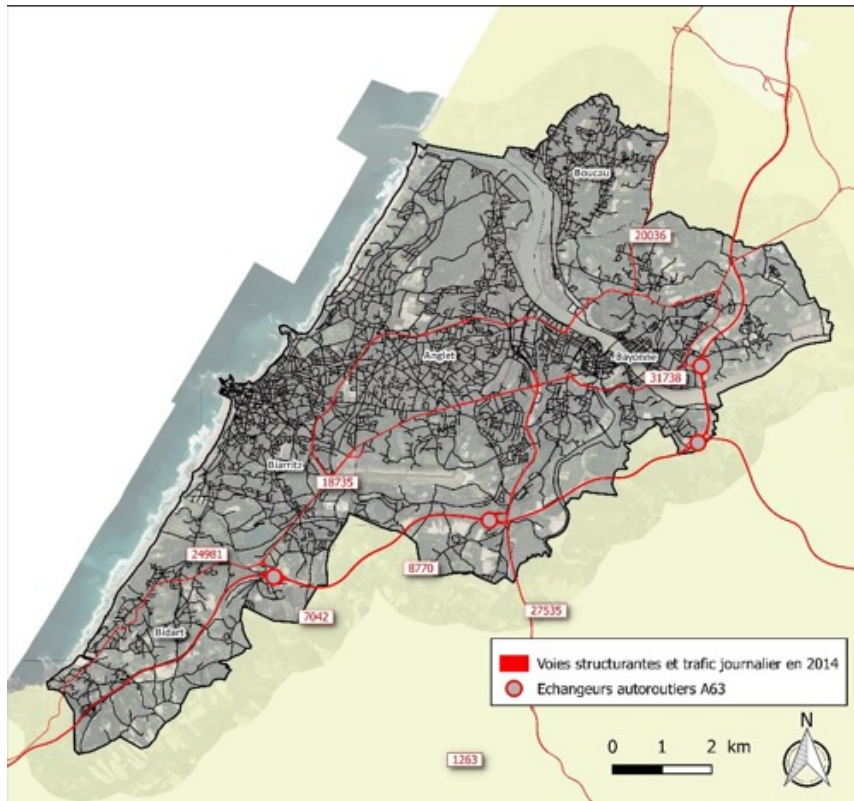 Boucau
20036
Anglet
Bayonne
31738
Biarritz
18735
24981
8770
7042
27535
Bidart
Voies structurantes et trafic journalier en 2014
Echangeurs autoroutiers A63
N
0 1 2 km
1263